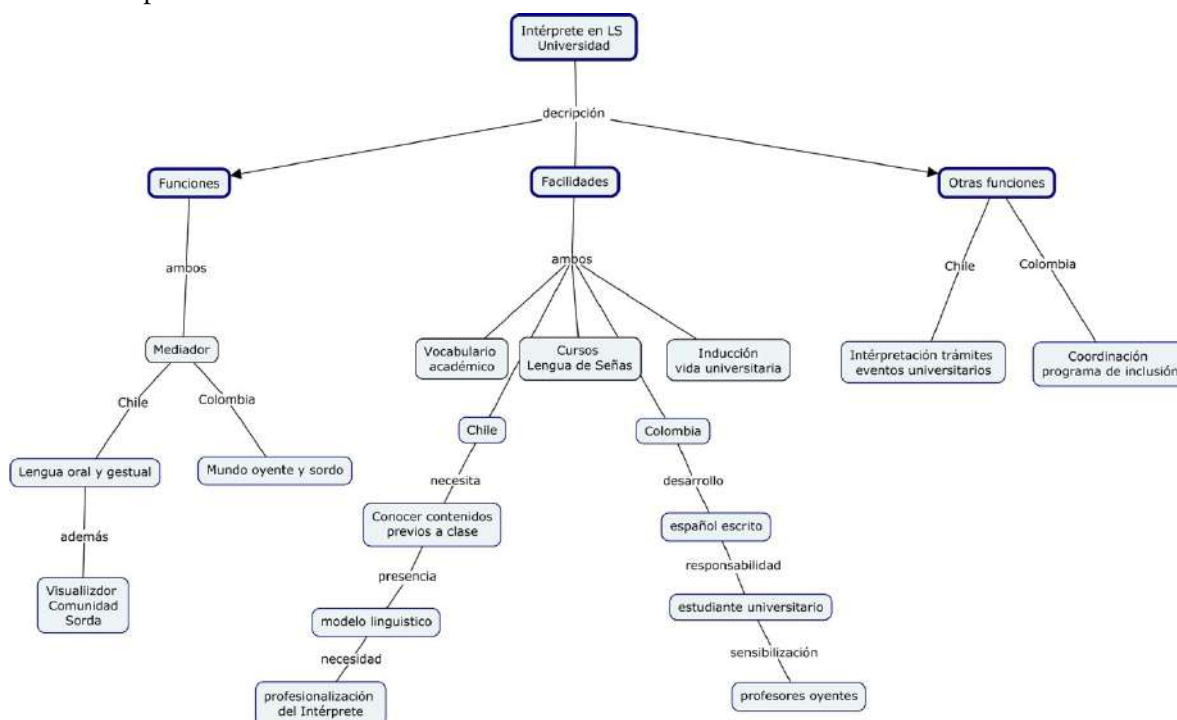 Intérprete en LS
Universidad
decripción
Funciones
Facilidades
Otras funciones
ambos
ambos
Chile
Colombia
Mediador
Vocabulario
académico
Cursos
Lengua de Señas
Inducción
vida universitaria
Intérpretación trámites
eventos universitarios
Coordinación
programa de inclusión
Chile
Colombia
Chile
Colombia
Lengua oral y gestual
Mundo oyente y sordo
necesita
desarrollo
además
Conocer contenidos
previos a clase
español escrito
presencia
responsabilidad
Visualiizdor
Comunidad
Sorda
modelo linguistico
estudiante universitario
necesidad
sensibilización
profesionalización
del Intérprete
profesores oyentes